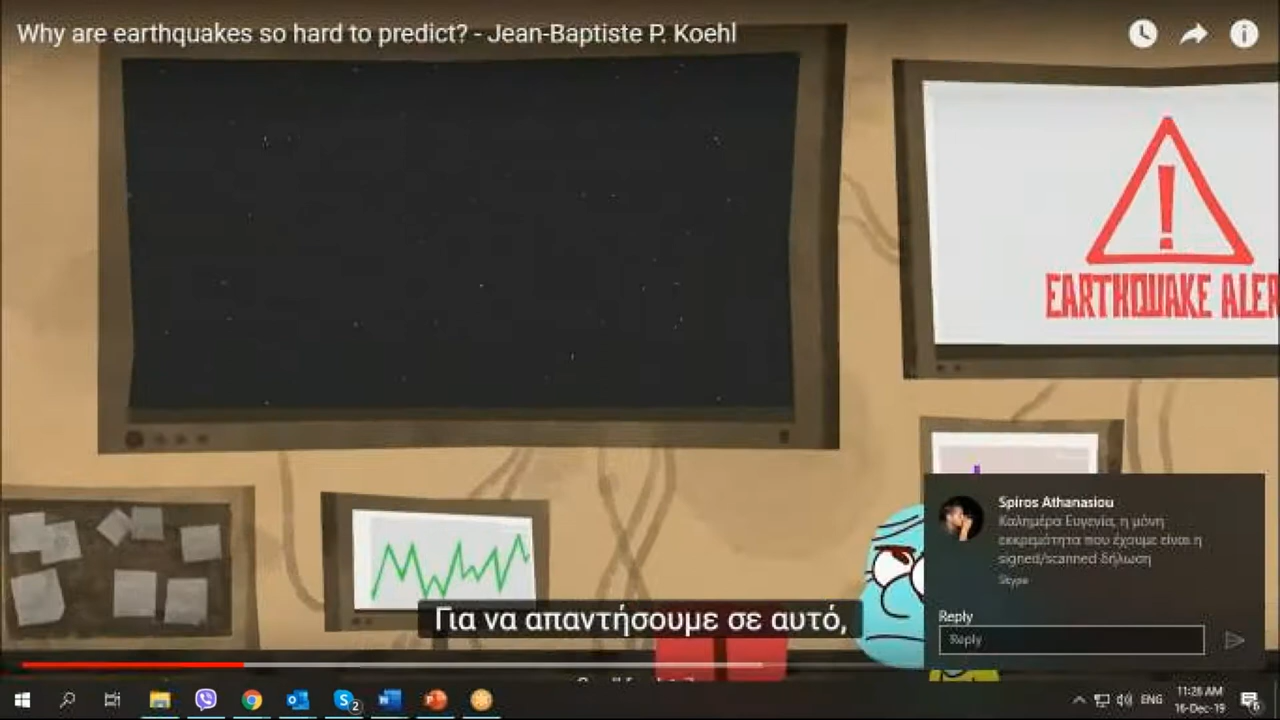 Why are earthquakes so hard to predict? - Jean-Baptiste P. Koehl
EARTHQUAKE ALER
Spiros Athanasiou
Καλημέρα Ευγενία, η μόνη
εκκρεμότητα που έχουμε είναι η
signed/scanned δήλωση
Skype
Reply
Reply
Για να απαντήσουμε σε αυτό,
2
ENG
11:26 AM
16-Dec-19
6